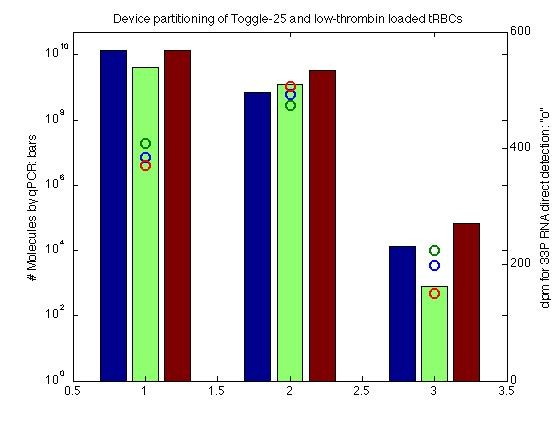 Device partitioning of Toggle-25 and low-thrombin loaded tRBCs
10^10
10^9
10^6
10^4
10^2
10^0
# Molecules by qPCR: bars
600
400
200
0
dpm for 33P RNA direct detection: "o"
0.5 1 1.5 2 2.5 3 3.5